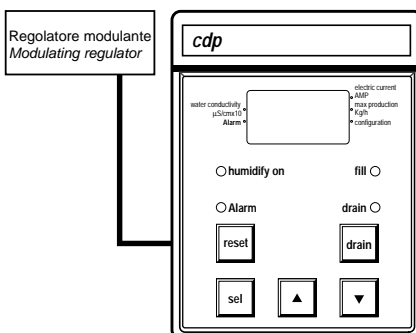 Regolatore modulante
Modulating regulator
cdp
electric current
AMP
water conductivity
µS/cmx10
Alarm
max production
Kg/h
configuration
humidify on
fill
Alarm
drain
reset
drain
sel
▲
▼